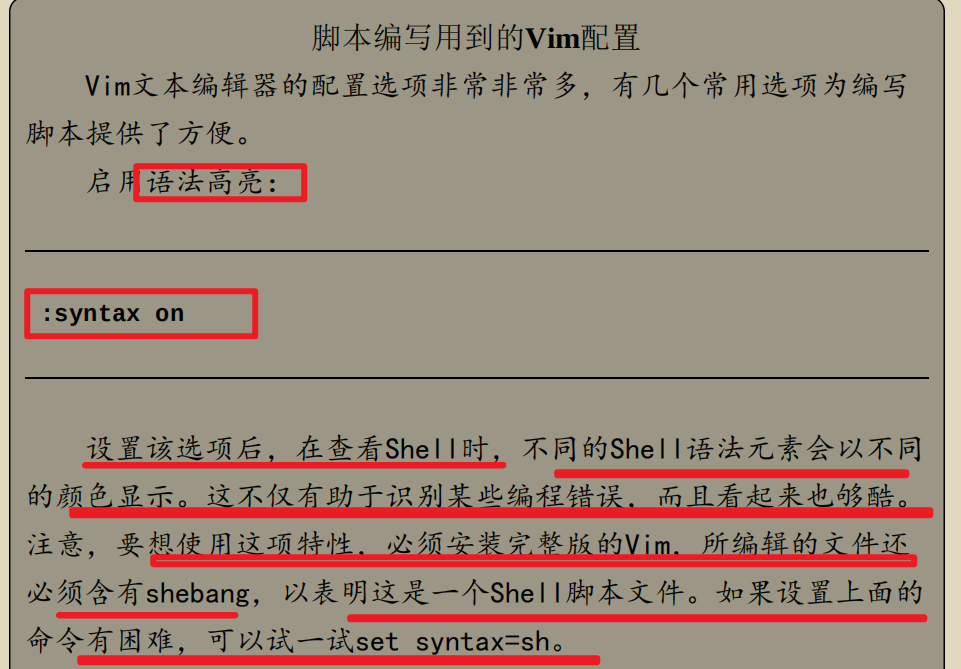 脚本编写用到的Vim配置
Vim文本编辑器的配置选项非常非常多，有几个常用选项为编写
脚本提供了方便。
启用语法高亮：
:syntax on
设置该选项后，在查看Shell时，不同的Shell语法元素会以不同
的颜色显示。这不仅有助于识别某些编程错误，而且看起来也够酷。
注意，要想使用这项特性，必须安装完整版的Vim，所编辑的文件还
必须含有shebang，以表明这是一个Shell脚本文件。如果设置上面的
命令有困难，可以试一试set syntax=sh。